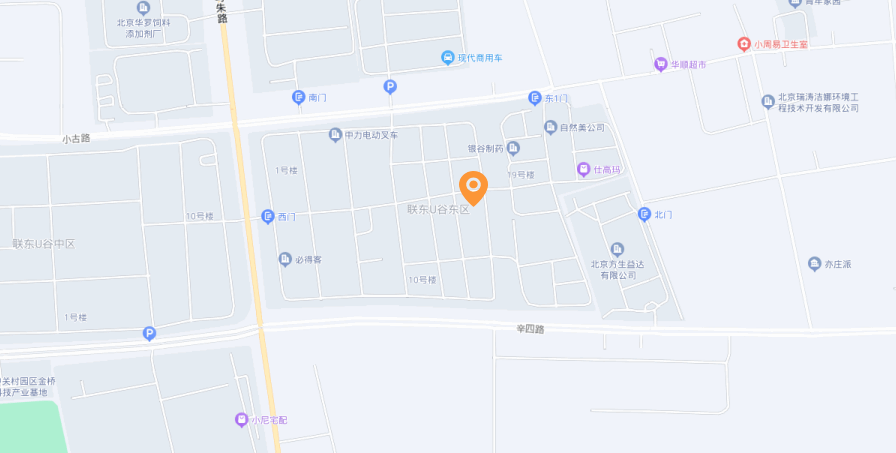 青年家园
朱路
北京华罗饲料
添加剂厂
小周易卫生室
现代商用车
华顺超市
南门
P
东1门
北京瑞涛洁娜环境工
程技术开发有限公司
小古路
中力电动叉车
自然美公司
银谷制药
1号楼
19号楼
仕高玛
联东U谷东区
10号楼
西门
北门
联东U谷中区
必得客
北京方生益达
有限公司
亦庄派
10号楼
1号楼
辛四路
P
关村园区金桥
科技产业基地
小尼宅配